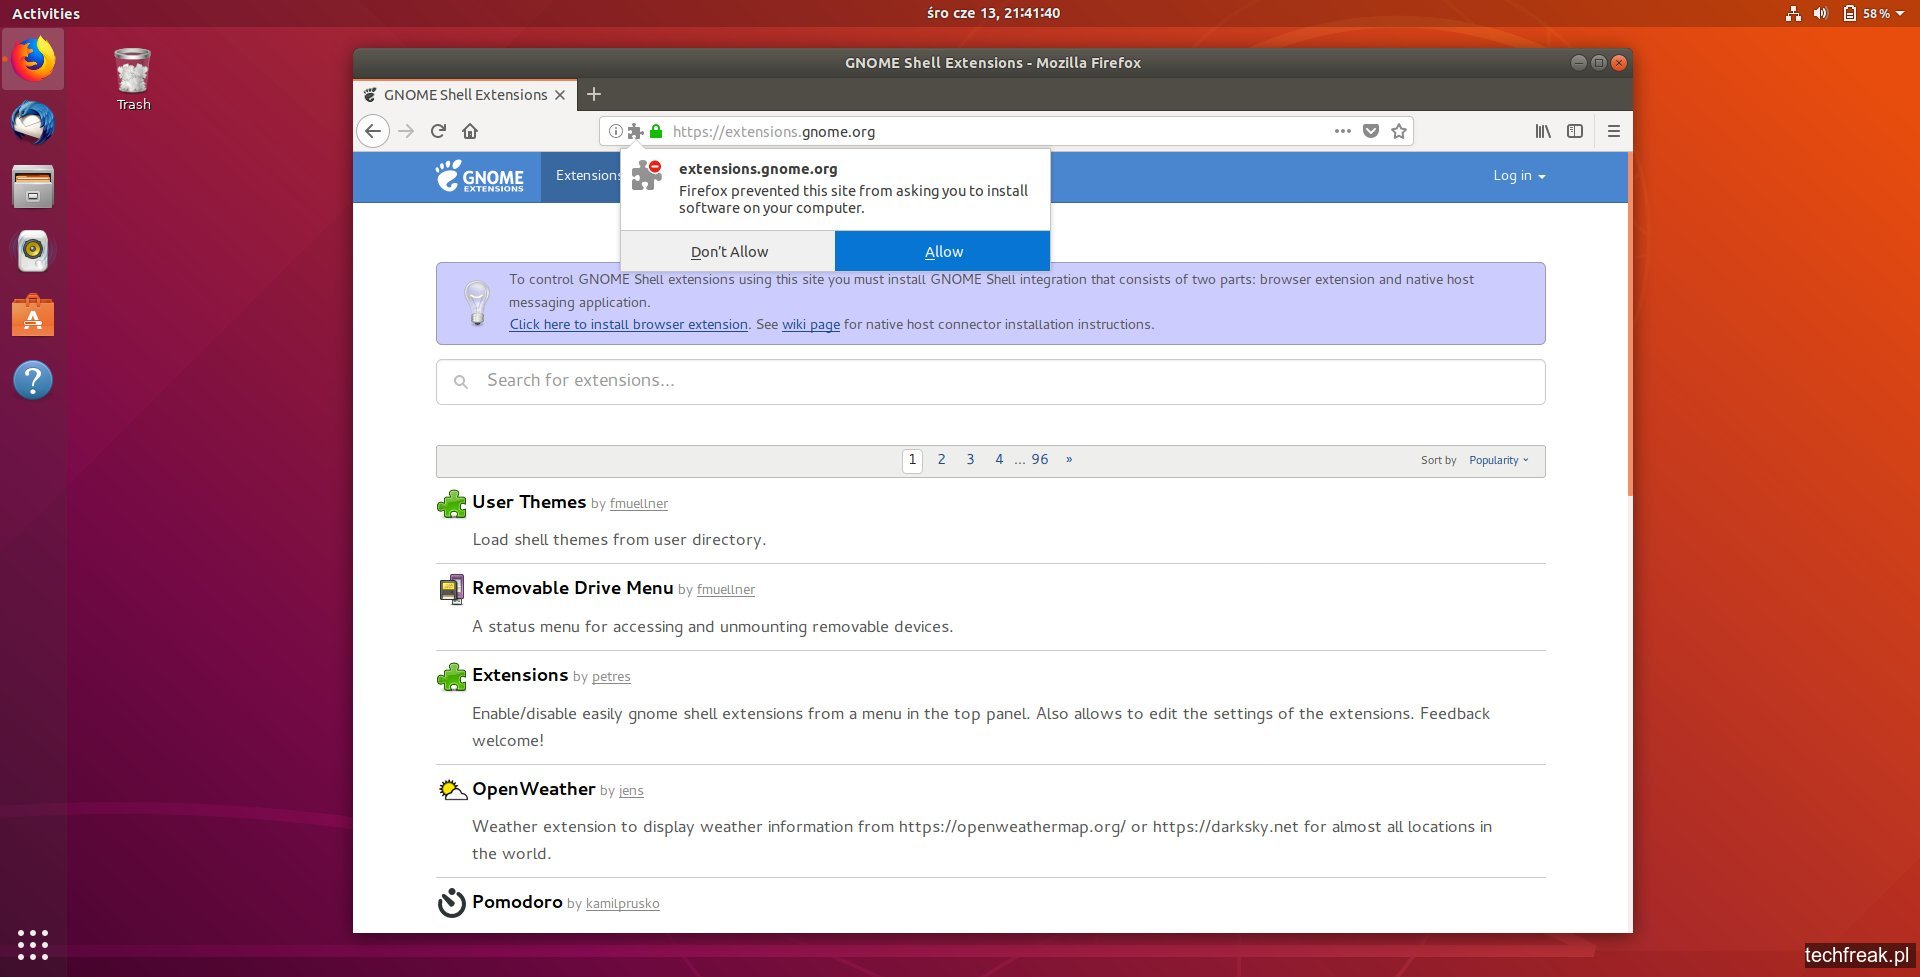 Activities
śro cze 13, 21:41:40
58 %
Trash
GNOME Shell Extensions - Mozilla Firefox
GNOME Shell Extensions
https://extensions.gnome.org
GNOME
EXTENSIONS
Extensions
Log in
extensions.gnome.org
Firefox prevented this site from asking you to install
software on your computer.
Don't Allow
Allow
To control GNOME Shell extensions using this site you must install GNOME Shell integration that consists of two parts: browser extension and native host
messaging application.
Click here to install browser extension. See wiki page for native host connector installation instructions.
Search for extensions...
1 2 3 4 ... 96 »
Sort by Popularity
User Themes by fmuellner
Load shell themes from user directory.
Removable Drive Menu by fmuellner
A status menu for accessing and unmounting removable devices.
Extensions by petres
Enable/disable easily gnome shell extensions from a menu in the top panel. Also allows to edit the settings of the extensions. Feedback
welcome!
OpenWeather by jens
Weather extension to display weather information from https://openweathermap.org/ or https://darksky.net for almost all locations in
the world.
Pomodoro by kamilprusko
techfreak.pl